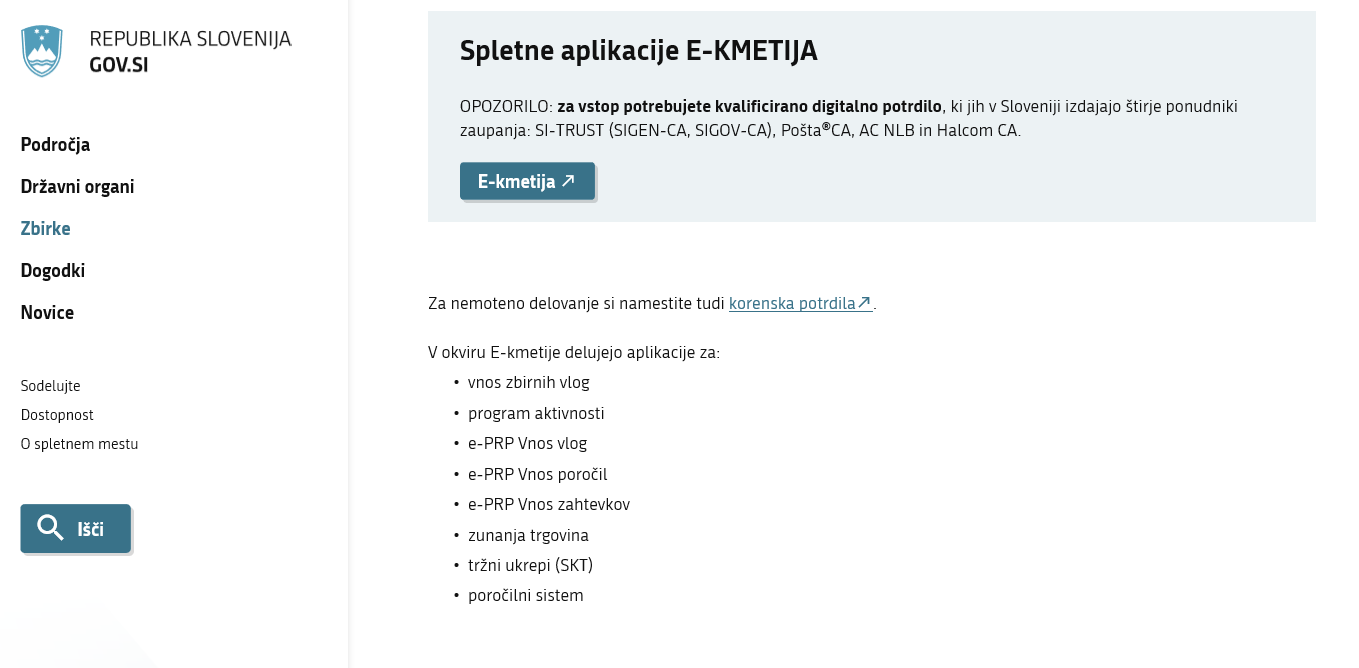 REPUBLIKA SLOVENIJA
GOV.SI
Področja
Državni organi
Zbirke
Dogodki
Novice
Sodelujte
Dostopnost
O spletnem mestu
Išči
Spletne aplikacije E-KMETIJA
OPOZORILO: za vstop potrebujete kvalificirano digitalno potrdilo, ki jih v Sloveniji izdajajo štirje ponudniki
zaupanja: SI-TRUST (SIGEN-CA, SIGOV-CA), Pošta®CA, AC NLB in Halcom CA.
E-kmetija
Za nemoteno delovanje si namestite tudi korenska potrdila.
V okviru E-kmetije delujejo aplikacije za:
• vnos zbirnih vlog
• program aktivnosti
• e-PRP Vnos vlog
• e-PRP Vnos poročil
• e-PRP Vnos zahtevkov
• zunanja trgovina
• tržni ukrepi (SKT)
• poročilni sistem